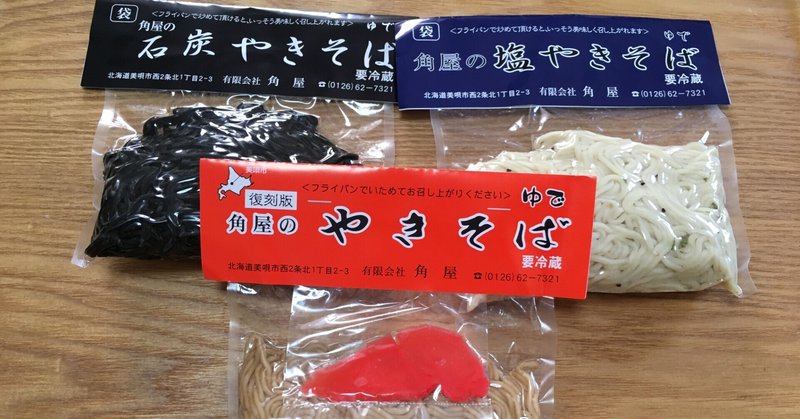 袋
<フライパンで炒めて頂けると、いっそう美味しく召し上がれます>
角屋の
石炭やきそば
ゆで
要冷蔵
北海道美唄市西2条北1丁目2-3 有限会社 角屋 ☎(0126)62-7321
袋
<フライパンで炒めて頂けると、いっそう美味しく召し上がれます>
ゆで
角屋の塩やきそば
要冷蔵
北海道美唄市西2条北1丁目2-3 有限会社 角屋 ☎(0126)62-7321
美唄市
<フライパンでいためてお召し上がりください>
復刻版
ゆで
角屋のやきそば
要冷蔵
北海道美唄市西2条北1丁目2-3 有限会社 角屋 ☎(0126)62-7321